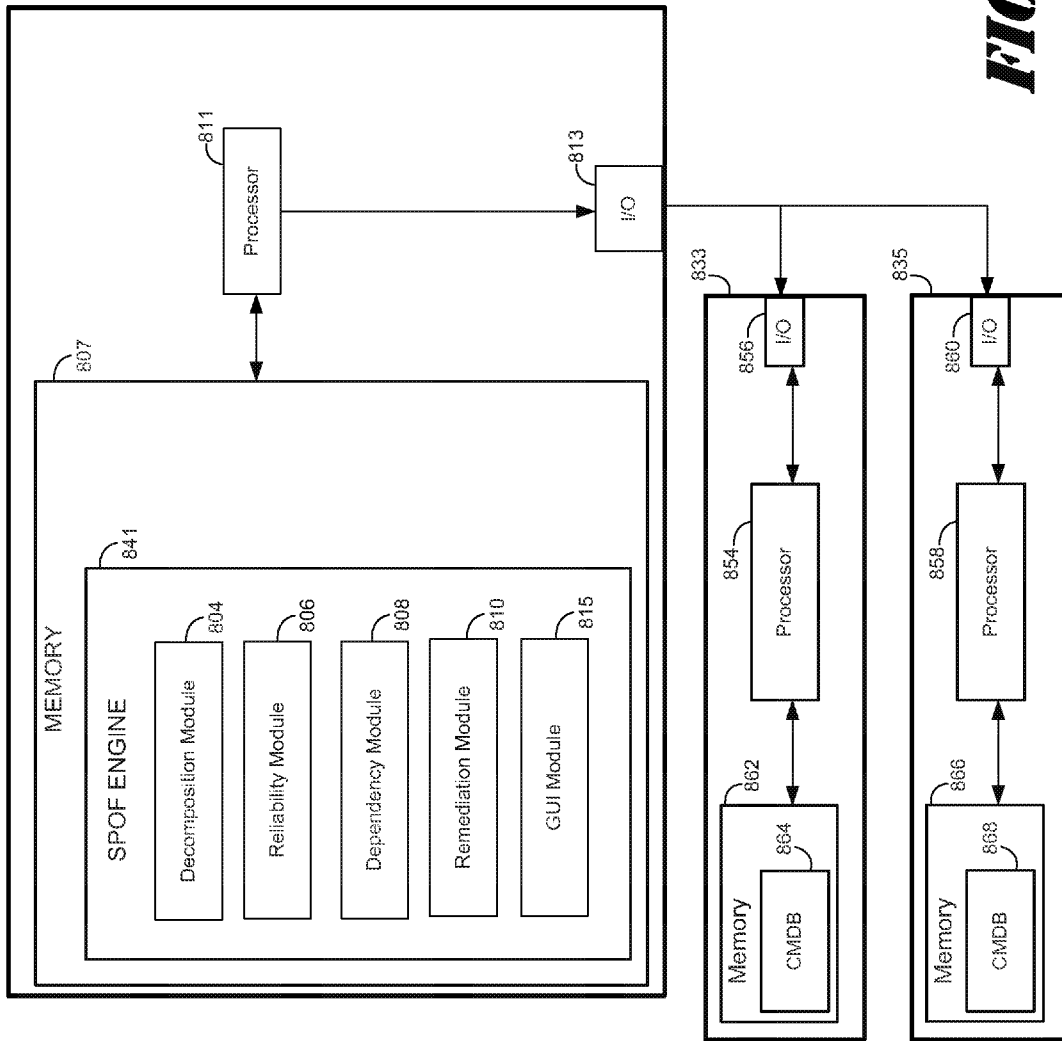 MEMORY
807
SPOF ENGINE
841
Decomposition Module
804
Reliability Module
806
Dependency Module
808
Remediation Module
810
GUI Module
815
Processor
811
I/O
813
833
Memory
862
CMDB
864
Processor
854
I/O
856
835
Memory
866
CMDB
868
Processor
858
I/O
860